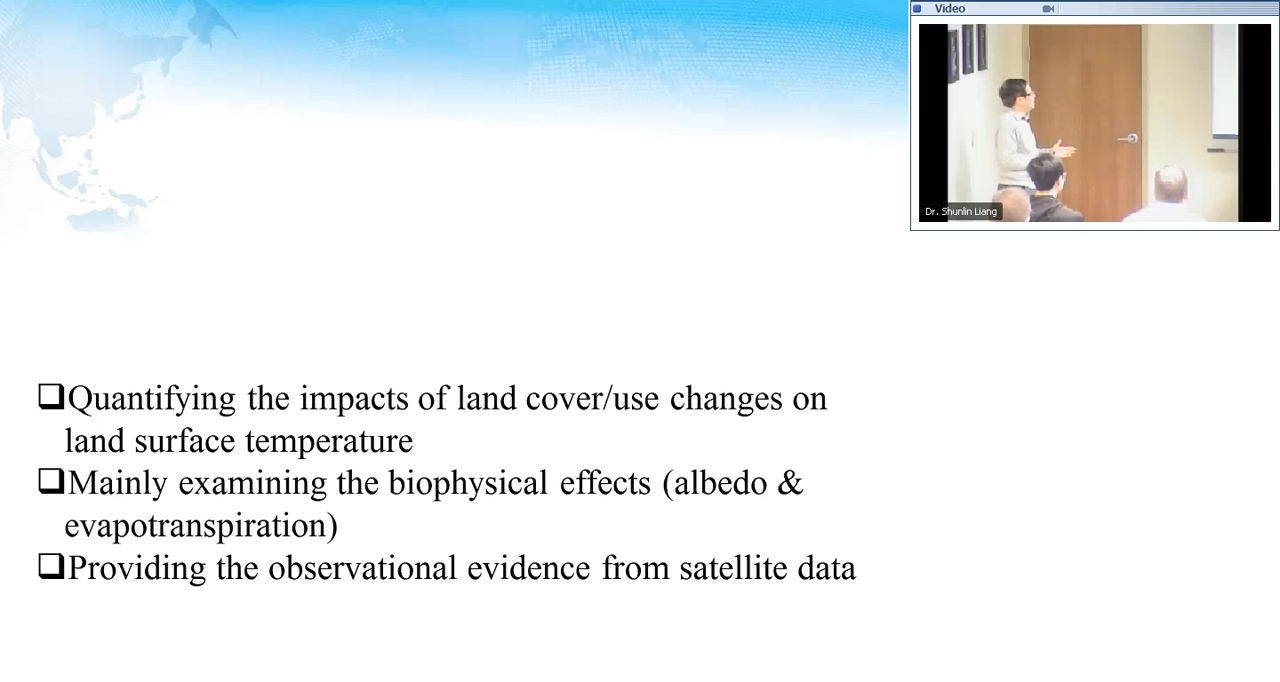 Video
Dr. Shunlin Liang
❑Quantifying the impacts of land cover/use changes on
land surface temperature
❑Mainly examining the biophysical effects (albedo &
evapotranspiration)
❑Providing the observational evidence from satellite data